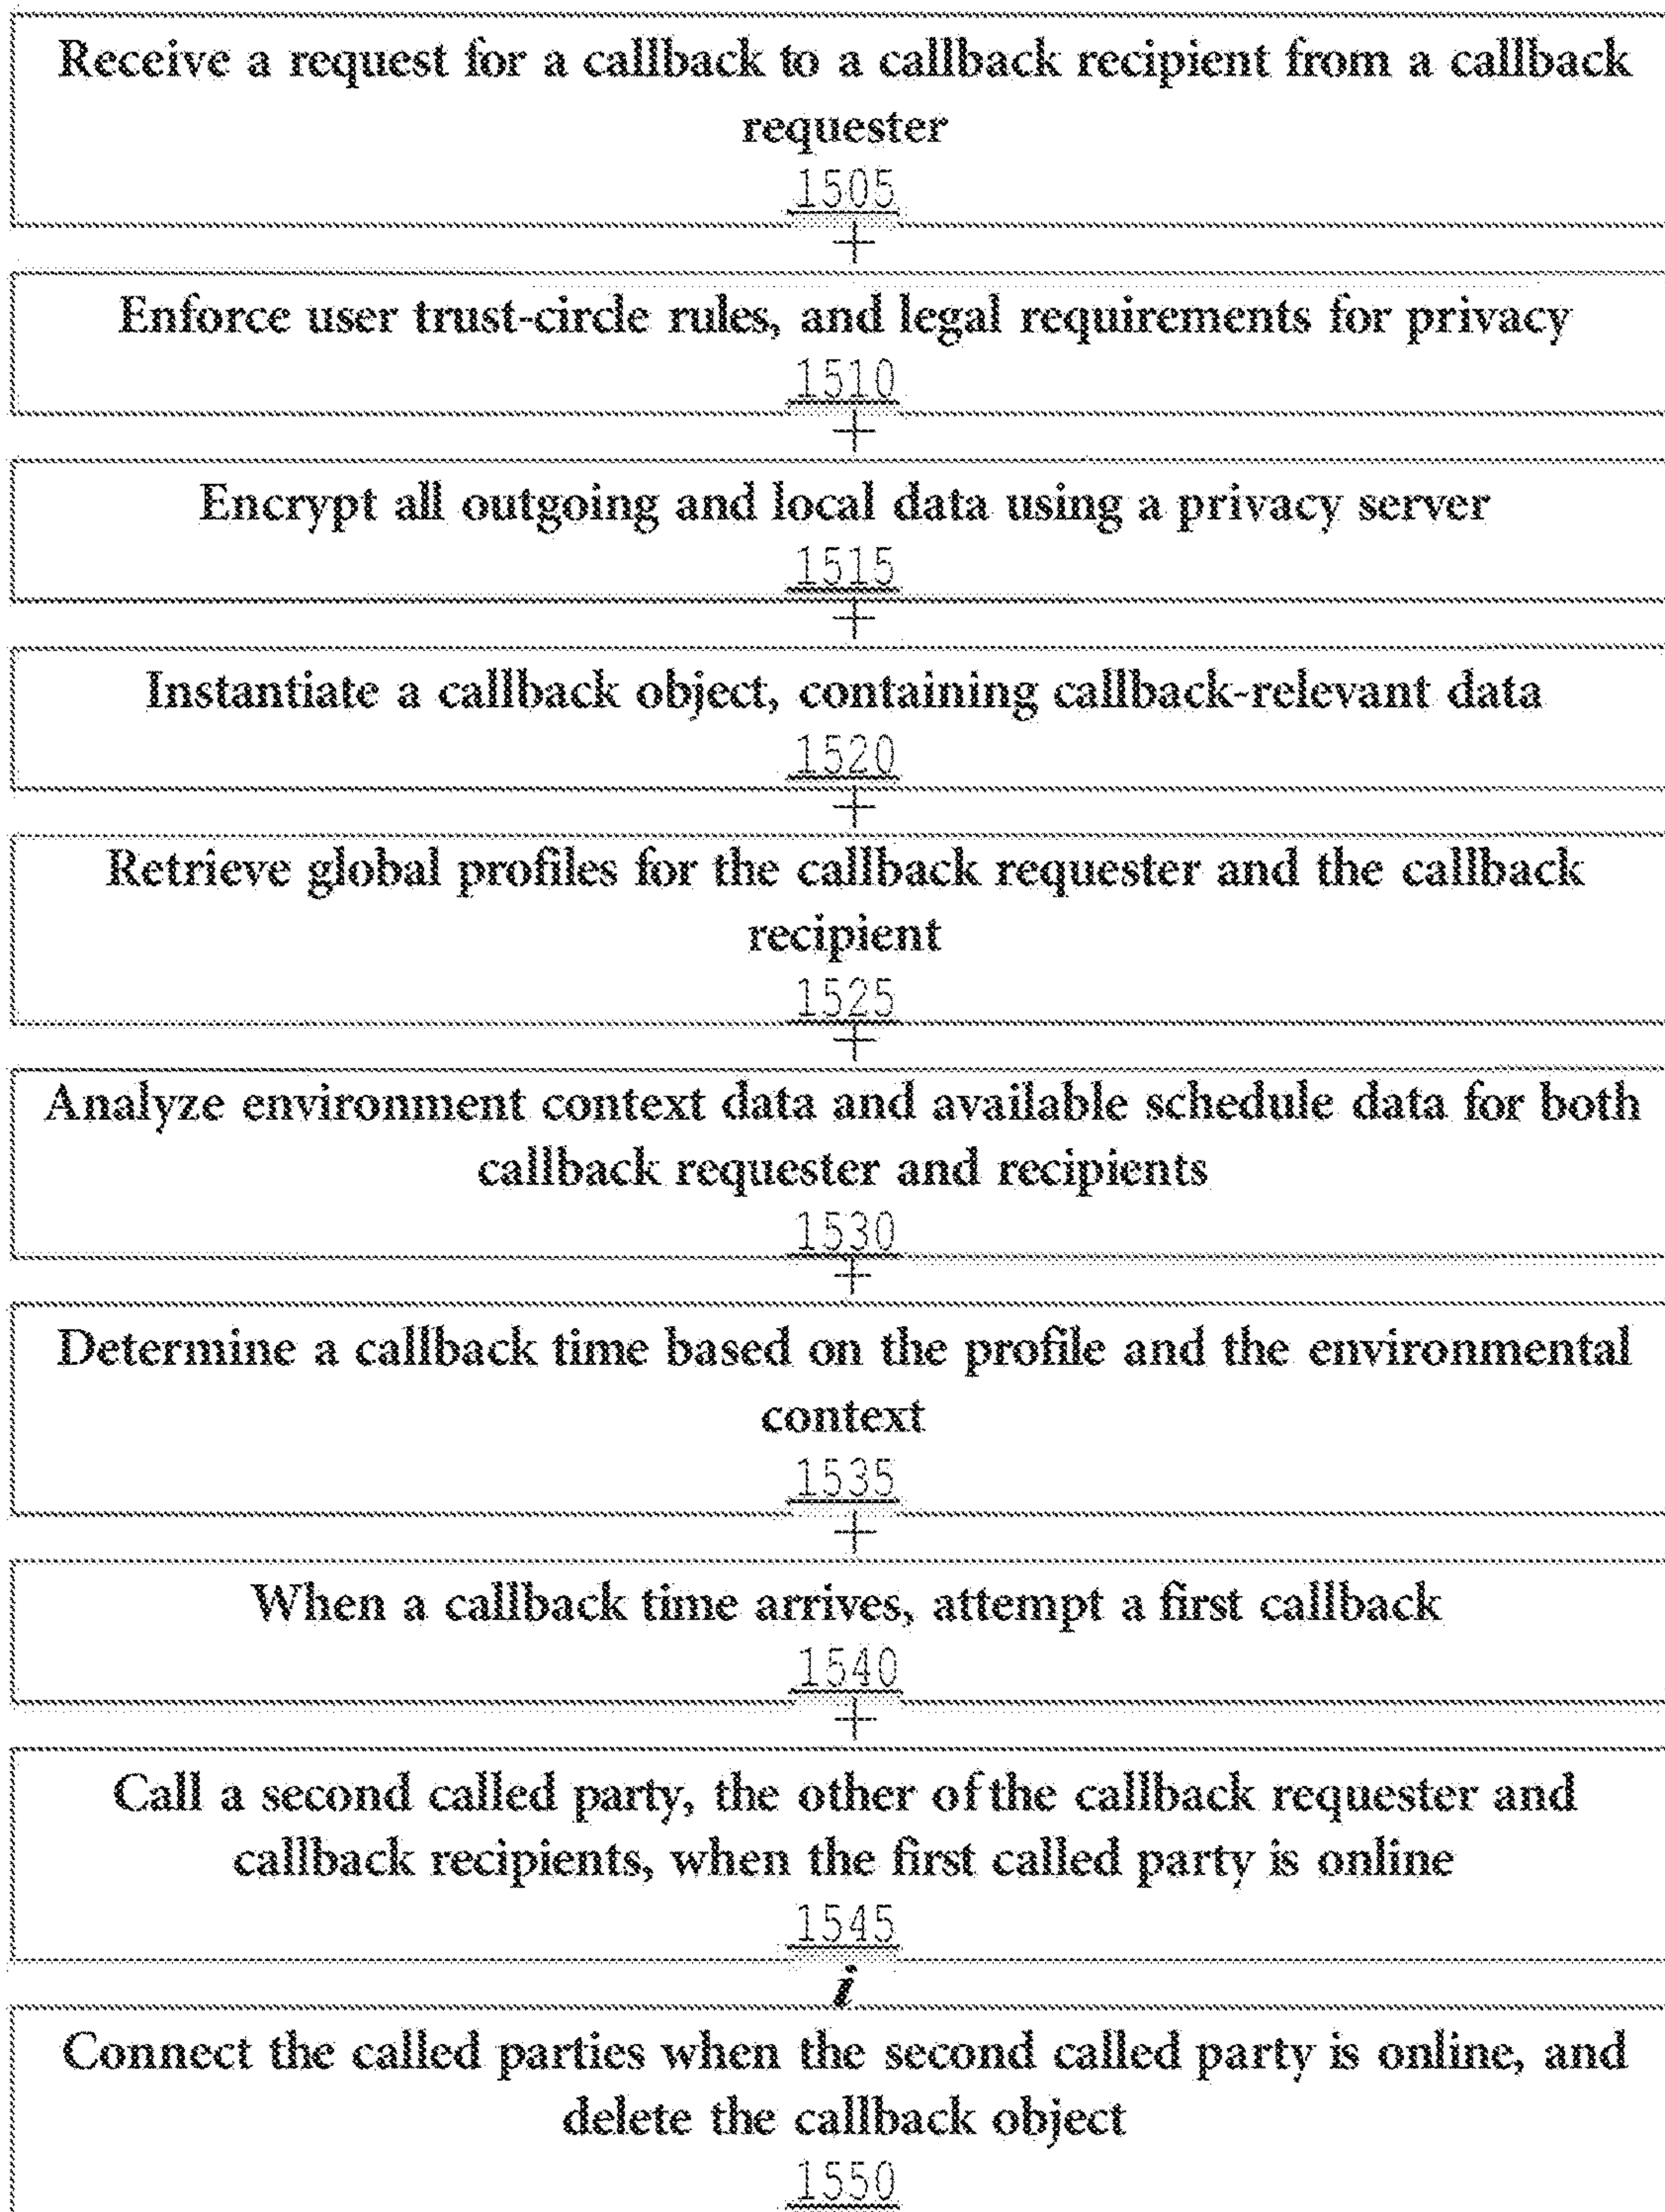 Receive a request for a callback to a callback recipient from a callback
requester
1505
Enforce user trust-circle rules, and legal requirements for privacy
1510
Encrypt all outgoing and local data using a privacy server
1515
Instantiate a callback object, containing callback-relevant data
1520
Retrieve global profiles for the callback requester and the callback
recipient
1525
Analyze environment context data and available schedule data for both
callback requester and recipients
1530
Determine a callback time based on the profile and the environmental
context
1535
When a callback time arrives, attempt a first callback
1540
Call a second called party, the other of the callback requester and
callback recipients, when the first called party is online
1545
i
Connect the called parties when the second called party is online, and
delete the callback object
1550